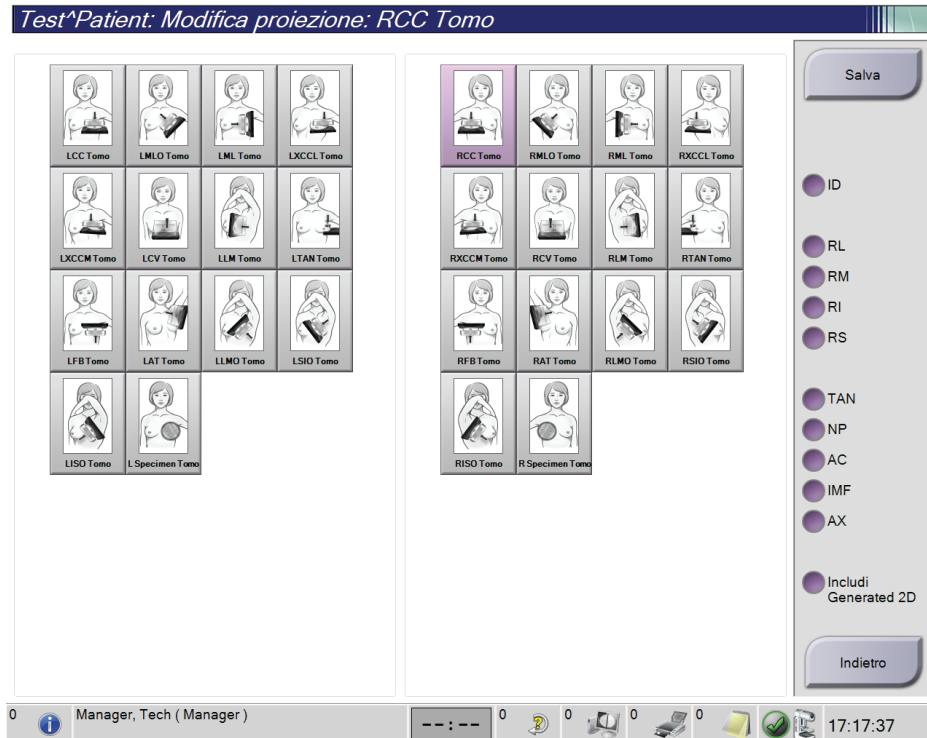 Test^Patient: Modifica proiezione: RCC Tomo
LCC Tomo
LMLO Tomo
LML Tomo
LXCCL Tomo
LXCCM Tomo
LCV Tomo
LLM Tomo
LTAN Tomo
LFB Tomo
LAT Tomo
LLMO Tomo
LSIO Tomo
LISO Tomo
L Specimen Tomo
RCC Tomo
RMLO Tomo
RML Tomo
RXCCL Tomo
RXCCM Tomo
RCV Tomo
RLM Tomo
RTAN Tomo
RFB Tomo
RAT Tomo
RLMO Tomo
RSIO Tomo
RISO Tomo
R Specimen Tomo
Salva
ID
RL
RM
RI
RS
TAN
NP
AC
IMF
AX
Includi
Generated 2D
Indietro
0
Manager, Tech ( Manager )
--:--
0
0
0
0
17:17:37